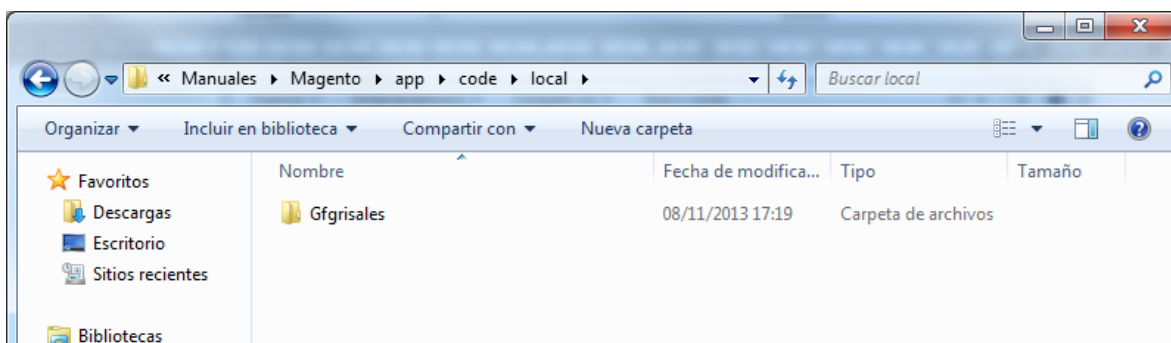 « Manuales ▸ Magento ▸ app ▸ code ▸ local ▸ Buscar local
Organizar Incluir en biblioteca Compartir con Nueva carpeta
Nombre Fecha de modifica... Tipo Tamaño
Gfgrisales 08/11/2013 17:19 Carpeta de archivos
Favoritos
Descargas
Escritorio
Sitios recientes
Bibliotecas